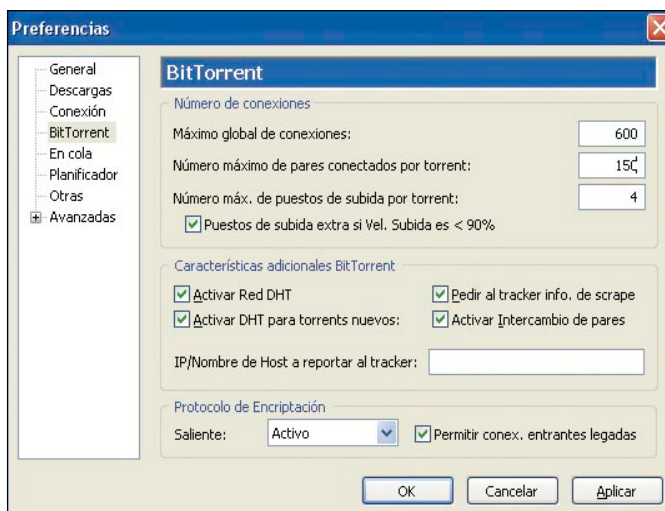 Preferencias
General
Descargas
Conexión
BitTorrent
En cola
Planificador
Otras
Avanzadas
BitTorrent
Número de conexiones
Máximo global de conexiones: 600
Número máximo de pares conectados por torrent: 150
Número máx. de puestos de subida por torrent: 4
Puestos de subida extra si Vel. Subida es < 90%
Características adicionales BitTorrent
Activar Red DHT Pedir al tracker info. de scrape
Activar DHT para torrents nuevos: Activar Intercambio de pares
IP/Nombre de Host a reportar al tracker:
Protocolo de Encriptación
Saliente: Activo Permitir conex. entrantes legadas
OK Cancelar Aplicar